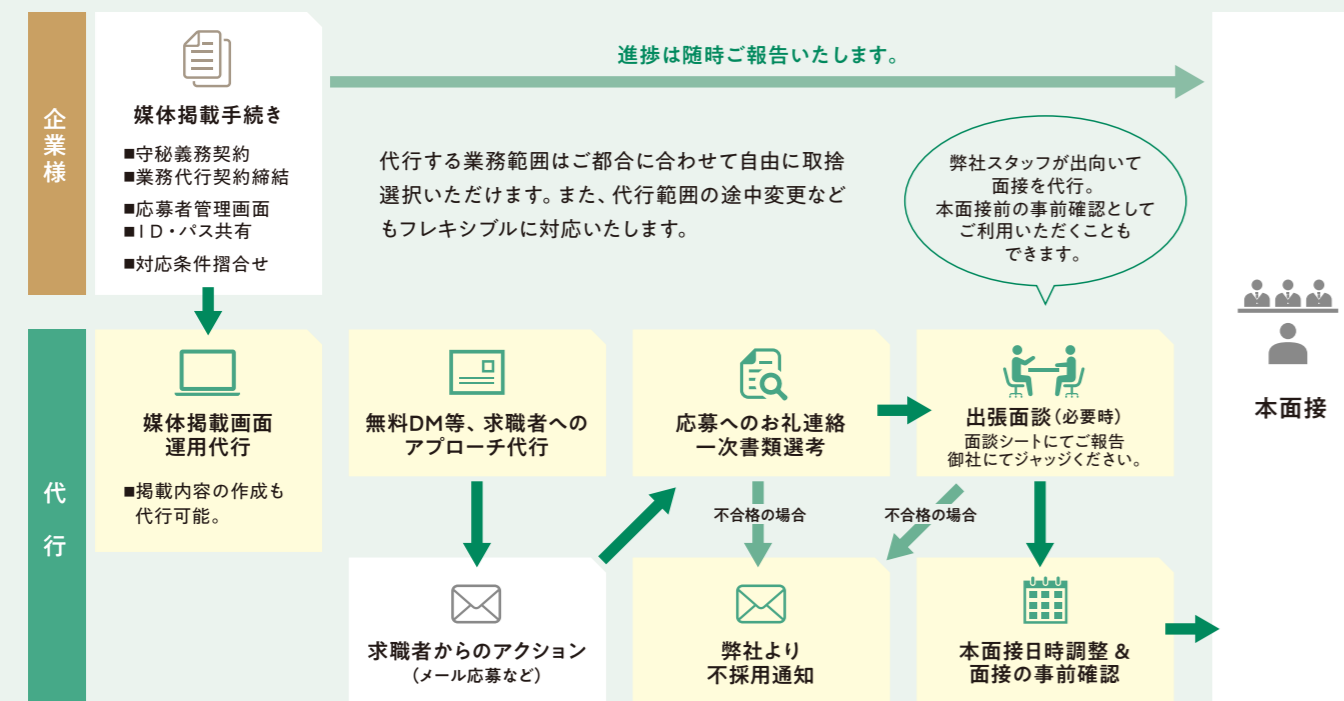 企業様
媒体掲載手続き
■守秘義務契約
■業務代行契約締結
■応募者管理画面
■ID・パス共有
■対応条件摺合せ
進捗は随時ご報告いたします。
代行する業務範囲はご都合に合わせて自由に取捨
選択いただけます。また、代行範囲の途中変更など
もフレキシブルに対応いたします。
弊社スタッフが出向いて
面接を代行。
本面接前の事前確認として
ご利用いただくことも
できます。
代行
媒体掲載画面
運用代行
■掲載内容の作成も
代行可能。
無料DM等、求職者への
アプローチ代行
求職者からのアクション
(メール応募など)
応募へのお礼連絡
一次書類選考
不合格の場合
弊社より
不採用通知
出張面談(必要時)
面談シートにてご報告
御社にてジャッジください。
不合格の場合
本面接日時調整 &
面接の事前確認
本面接